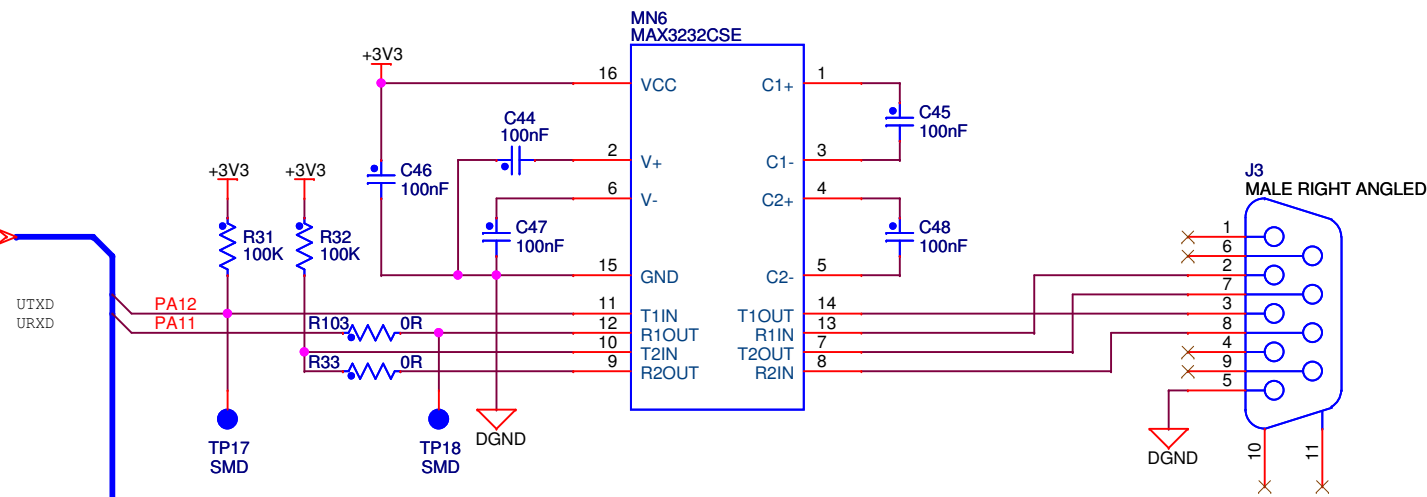 MN6
MAX3232CSE
+3V3
16
VCC
C1+
1
C46
100nF
C44
100nF
2
V+
C1-
3
C45
100nF
6
V-
C2+
4
C47
100nF
15
GND
C2-
5
C48
100nF
+3V3
+3V3
R31
100K
R32
100K
UTXD
URXD
PA12
PA11
R103
0R
R33
0R
11
T1IN
T1OUT
14
12
R1OUT
R1IN
13
10
T2IN
T2OUT
7
9
R2OUT
R2IN
8
TP17
SMD
TP18
SMD
DGND
J3
MALE RIGHT ANGLED
1
6
2
7
3
8
4
9
5
DGND
10
11